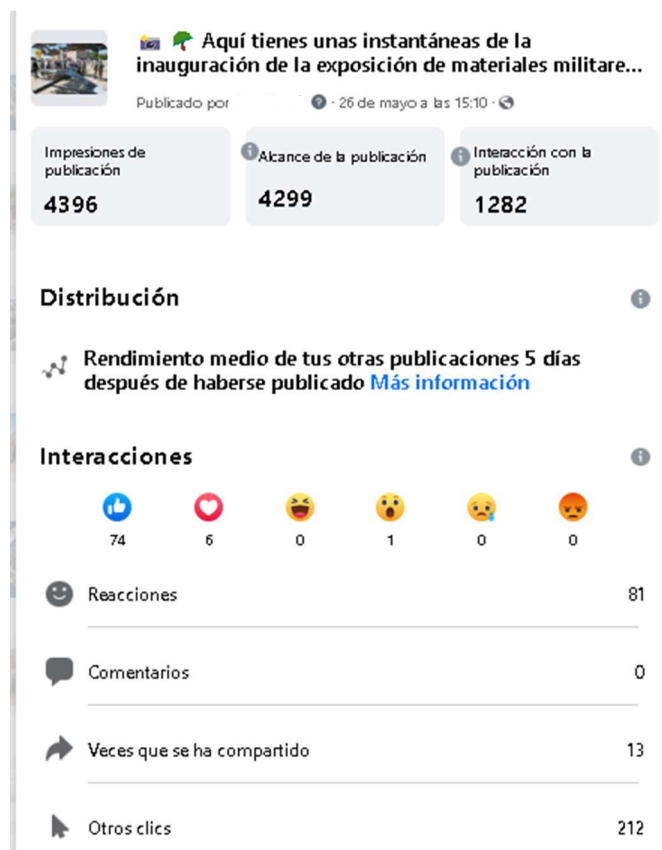 Aquí tienes unas instantáneas de la
inauguración de la exposición de materiales militare...
Publicado por · 26 de mayo a las 15:10 ·
Impresiones de
publicación
4396
Alcance de la publicación
4299
Interacción con la
publicación
1282
Distribución
Rendimiento medio de tus otras publicaciones 5 días
después de haberse publicado Más información
Interacciones
74 6 0 1 0 0
Reacciones 81
Comentarios 0
Veces que se ha compartido 13
Otros clics 212